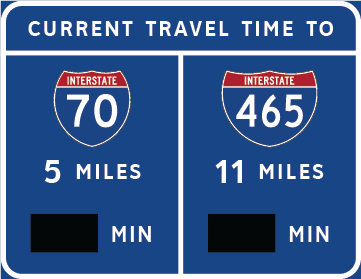 CURRENT TRAVEL TIME TO
INTERSTATE
70
5 MILES
MIN
INTERSTATE
465
11 MILES
MIN